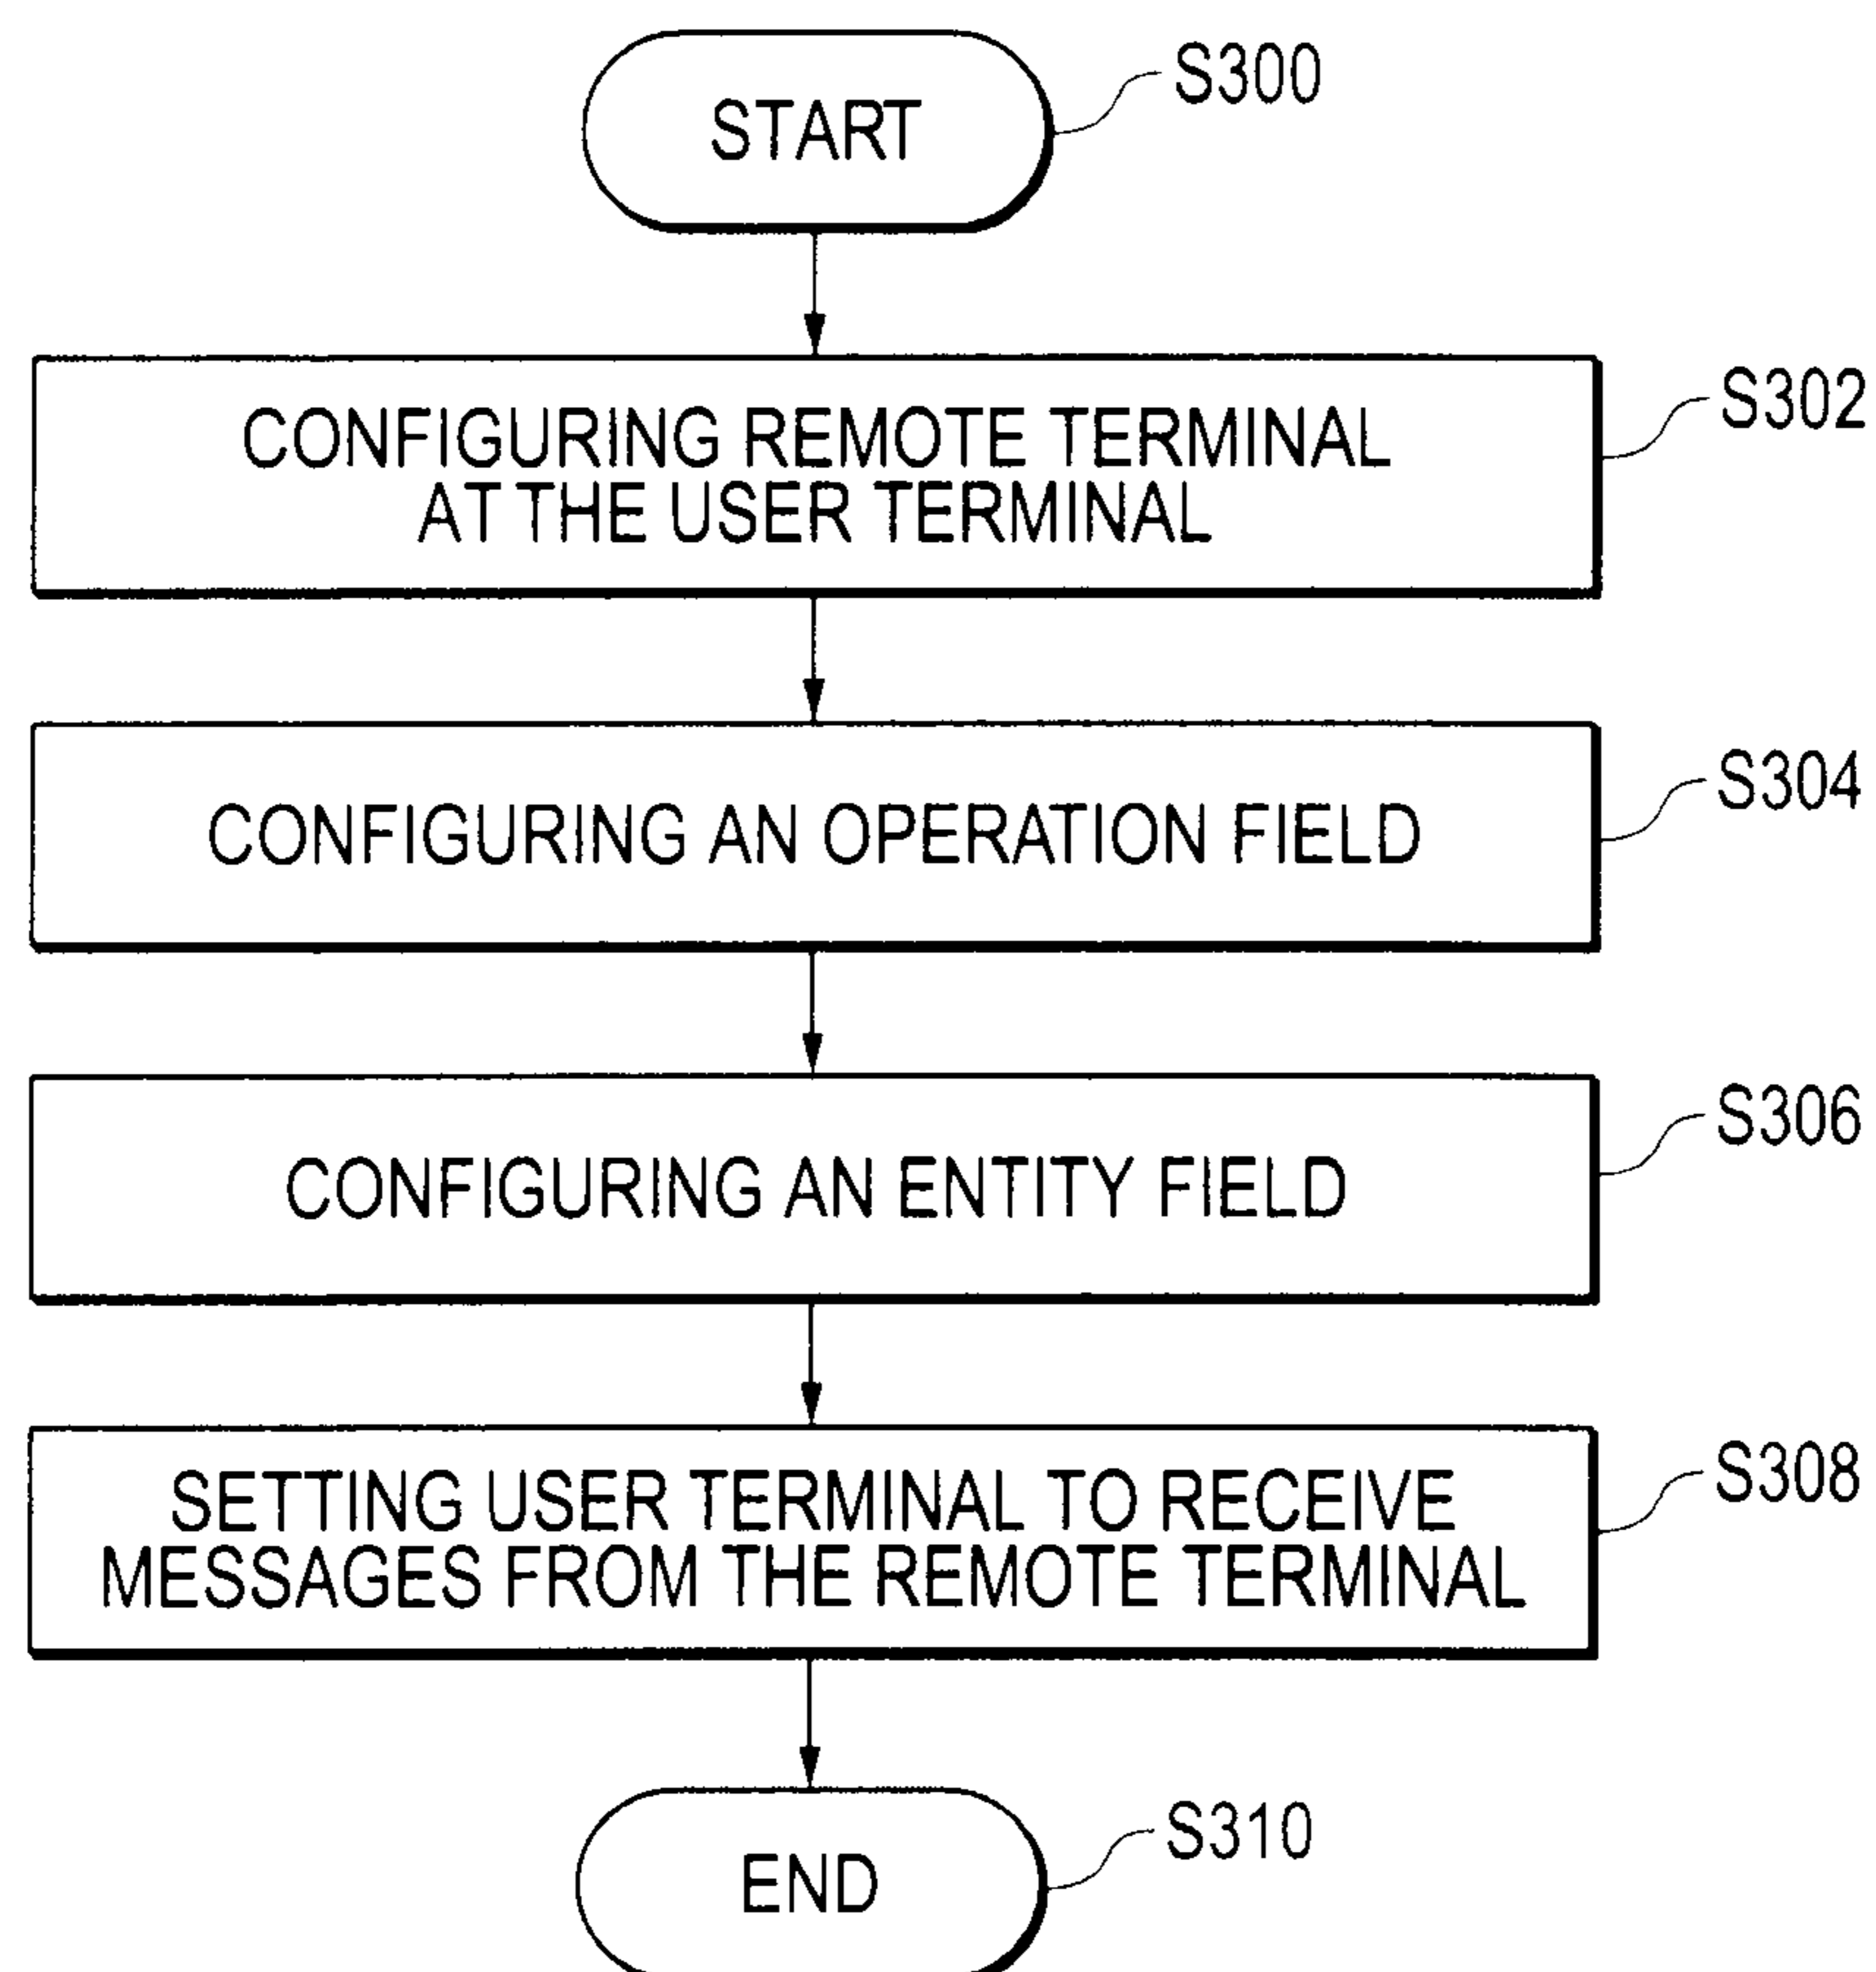 START
S300
CONFIGURING REMOTE TERMINAL
AT THE USER TERMINAL
S302
CONFIGURING AN OPERATION FIELD
S304
CONFIGURING AN ENTITY FIELD
S306
SETTING USER TERMINAL TO RECEIVE
MESSAGES FROM THE REMOTE TERMINAL
S308
END
S310